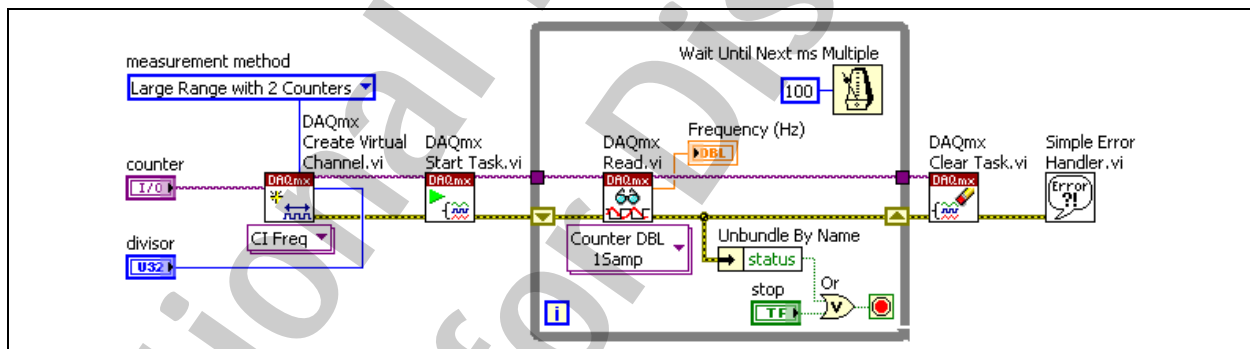 Wait Until Next ms Multiple
100
measurement method
Large Range with 2 Counters
DAQmx
Create Virtual
Channel.vi
DAQmx
Start Task.vi
DAQmx
Read.vi
Frequency (Hz)
DBL
DAQmx
Clear Task.vi
Simple Error
Handler.vi
counter
I/O
DAQmx
DAQmx
DAQmx
DAQmx
Error
?!
CI Freq
Counter DBL
1Samp
divisor
U32
Unbundle By Name
status
stop
TF
Or
V
i